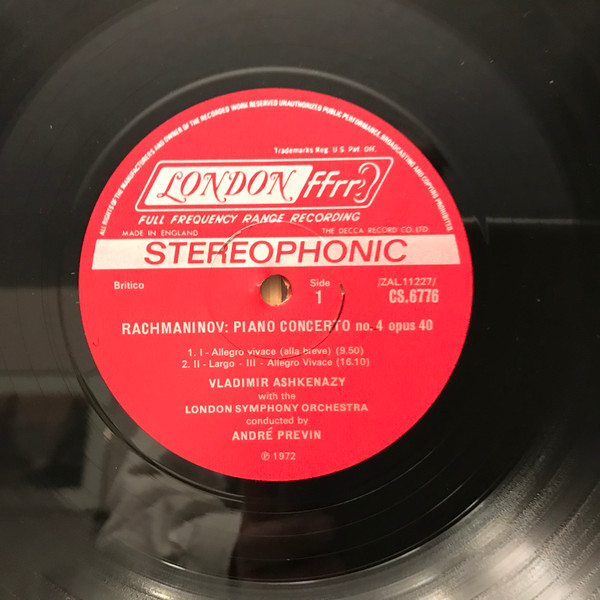 ALL RIGHTS OF THE MANUFACTURERS AND OWNER OF THE RECORDED WORK RESERVED UNAUTHORIZED PUBLIC PERFORMANCE, BROADCASTING AND COPYING PROHIBITED.
Trademarks Reg. U.S. Pat. Off.
LONDON ffrr
FULL FREQUENCY RANGE RECORDING
MADE IN ENGLAND THE DECCA RECORD CO. LTD.
STEREOPHONIC
Britico Side /ZAL.11227/
1 CS.6776
RACHMANINOV: PIANO CONCERTO no. 4 opus 40
1. I - Allegro vivace (alla breve) (9.50)
2. II - Largo - III - Allegro Vivace (16.10)
VLADIMIR ASHKENAZY
with the
LONDON SYMPHONY ORCHESTRA
conducted by
ANDRÉ PREVIN
℗ 1972